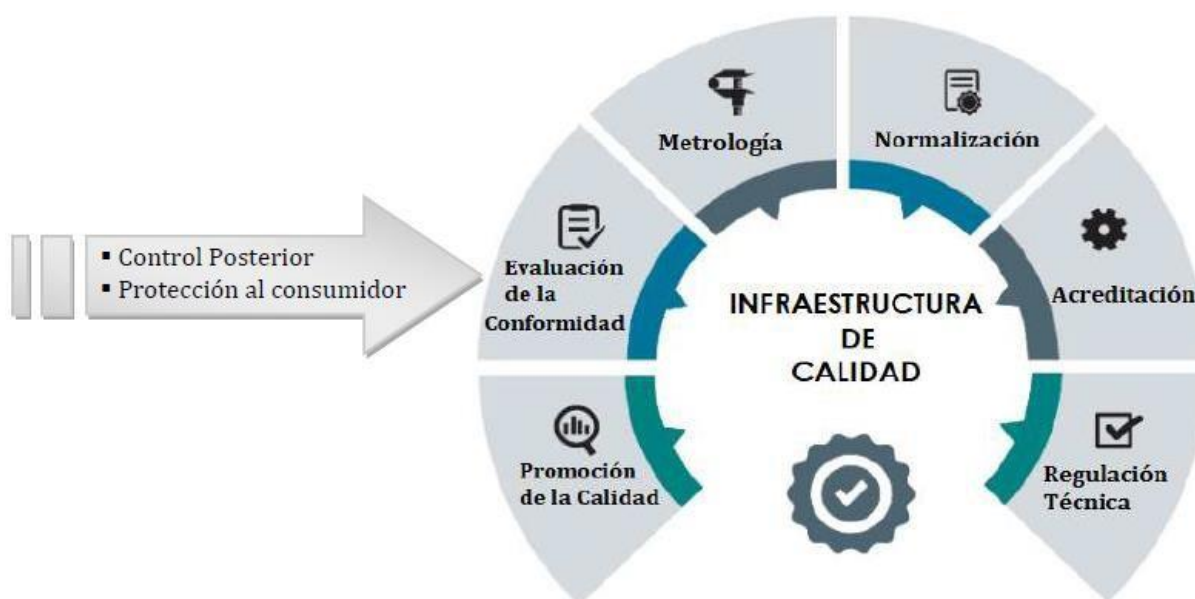 ▪ Control Posterior
▪ Protección al consumidor
Promoción
de la Calidad
Evaluación
de la
Conformidad
Metrología
Normalización
Acreditación
Regulación
Técnica
INFRAESTRUCTURA
DE
CALIDAD